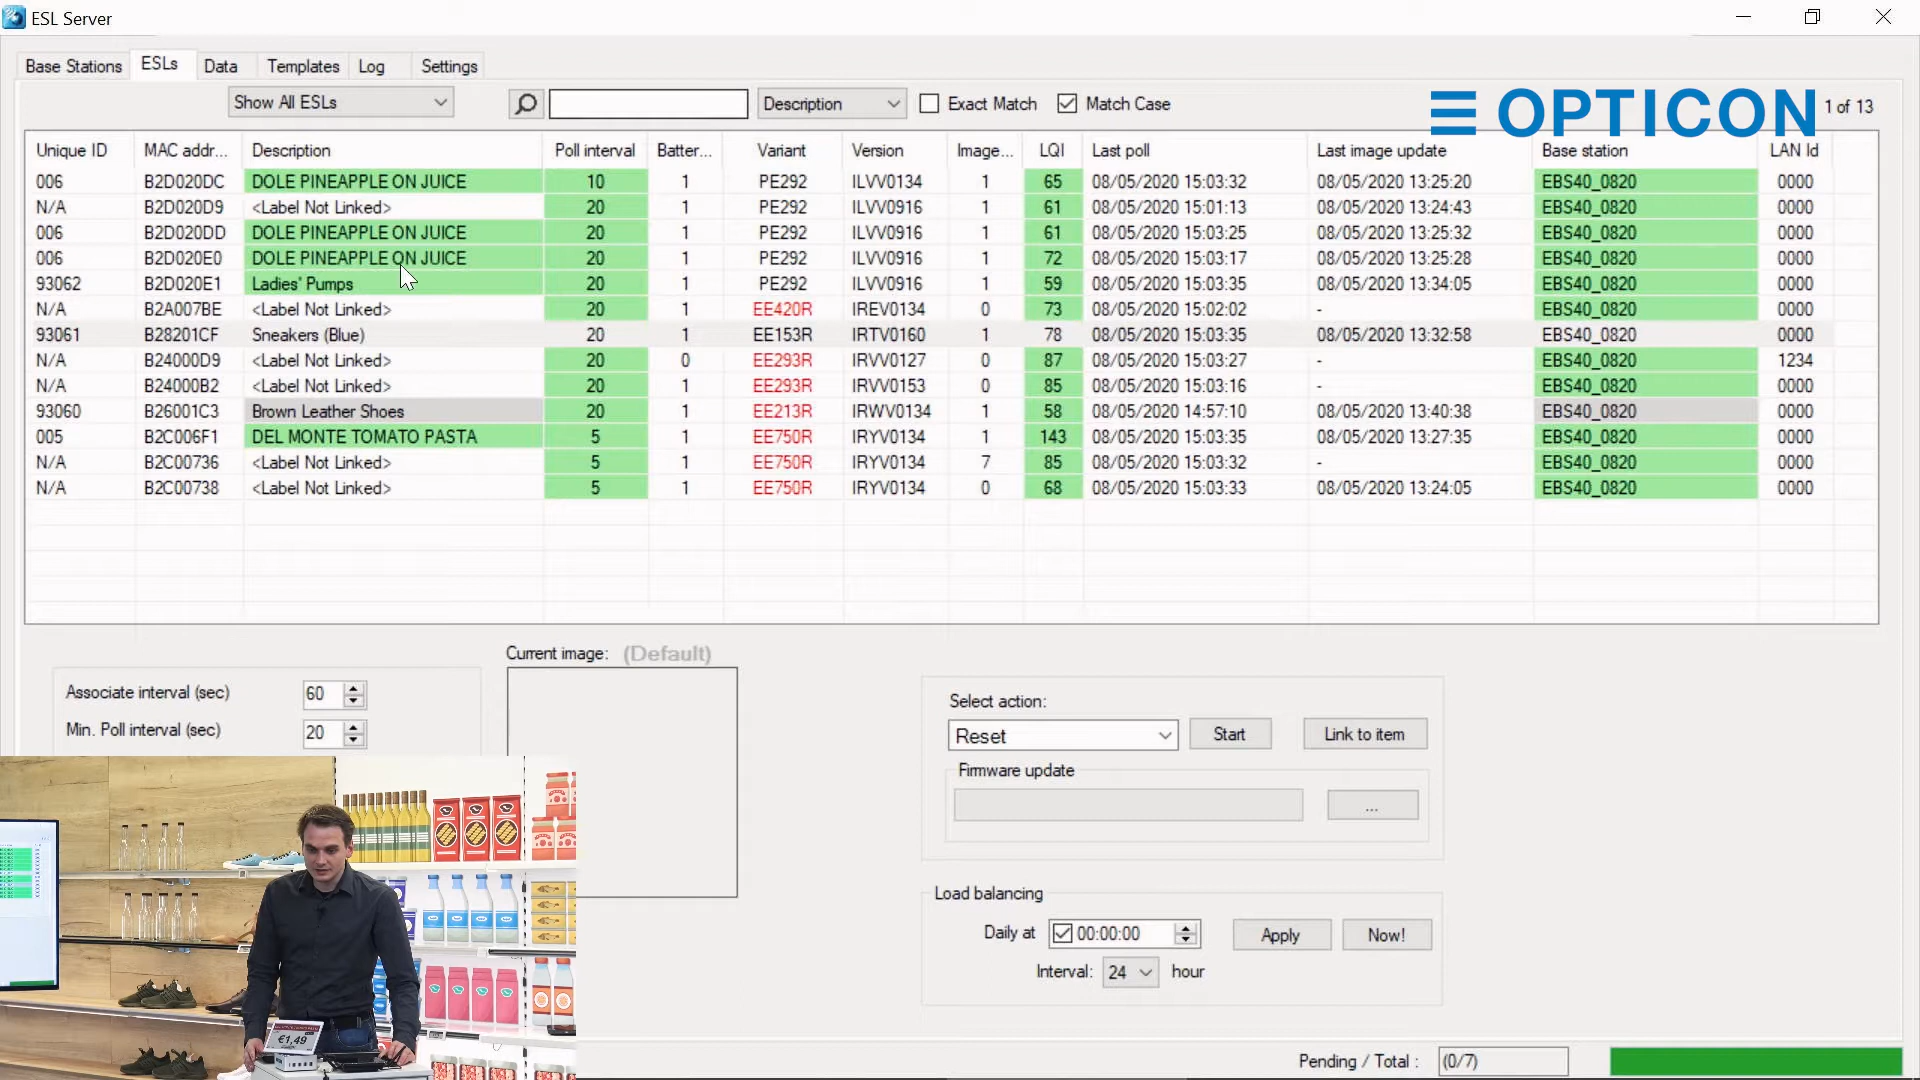 ESL Server
Base Stations ESLs Data Templates Log Settings
Show All ESLs Description Exact Match Match Case OPTICON 1 of 13
Unique ID MAC addr... Description Poll interval Batter... Variant Version Image... LQI Last poll Last image update Base station LAN Id
006 B2D020DC DOLE PINEAPPLE ON JUICE 10 1 PE292 ILVV0134 1 65 08/05/2020 15:03:32 08/05/2020 13:25:20 EBS40_0820 0000
N/A B2D020D9 <Label Not Linked> 20 1 PE292 ILVV0916 1 61 08/05/2020 15:01:13 08/05/2020 13:24:43 EBS40_0820 0000
006 B2D020DD DOLE PINEAPPLE ON JUICE 20 1 PE292 ILVV0916 1 61 08/05/2020 15:03:25 08/05/2020 13:25:32 EBS40_0820 0000
006 B2D020E0 DOLE PINEAPPLE ON JUICE 20 1 PE292 ILVV0916 1 72 08/05/2020 15:03:17 08/05/2020 13:25:28 EBS40_0820 0000
93062 B2D020E1 Ladies' Pumps 20 1 PE292 ILVV0916 1 59 08/05/2020 15:03:35 08/05/2020 13:34:05 EBS40_0820 0000
N/A B2A007BE <Label Not Linked> 20 1 EE420R IREV0134 0 73 08/05/2020 15:02:02 - EBS40_0820 0000
93061 B28201CF Sneakers (Blue) 20 1 EE153R IRTV0160 1 78 08/05/2020 15:03:35 08/05/2020 13:32:58 EBS40_0820 0000
N/A B24000D9 <Label Not Linked> 20 0 EE293R IRVV0127 0 87 08/05/2020 15:03:27 - EBS40_0820 1234
N/A B24000B2 <Label Not Linked> 20 1 EE293R IRVV0153 0 85 08/05/2020 15:03:16 - EBS40_0820 0000
93060 B26001C3 Brown Leather Shoes 20 1 EE213R IRWV0134 1 58 08/05/2020 14:57:10 08/05/2020 13:40:38 EBS40_0820 0000
005 B2C006F1 DEL MONTE TOMATO PASTA 5 1 EE750R IRYV0134 1 143 08/05/2020 15:03:35 08/05/2020 13:27:35 EBS40_0820 0000
N/A B2C00736 <Label Not Linked> 5 1 EE750R IRYV0134 7 85 08/05/2020 15:03:32 - EBS40_0820 0000
N/A B2C00738 <Label Not Linked> 5 1 EE750R IRYV0134 0 68 08/05/2020 15:03:33 08/05/2020 13:24:05 EBS40_0820 0000
Current image: (Default)
Associate interval (sec) 60
Min. Poll interval (sec) 20
Select action:
Reset Start Link to item
Firmware update
...
Load balancing
Daily at 00:00:00 Apply Now!
Interval: 24 hour
€1,49
Pending / Total : (0/7)